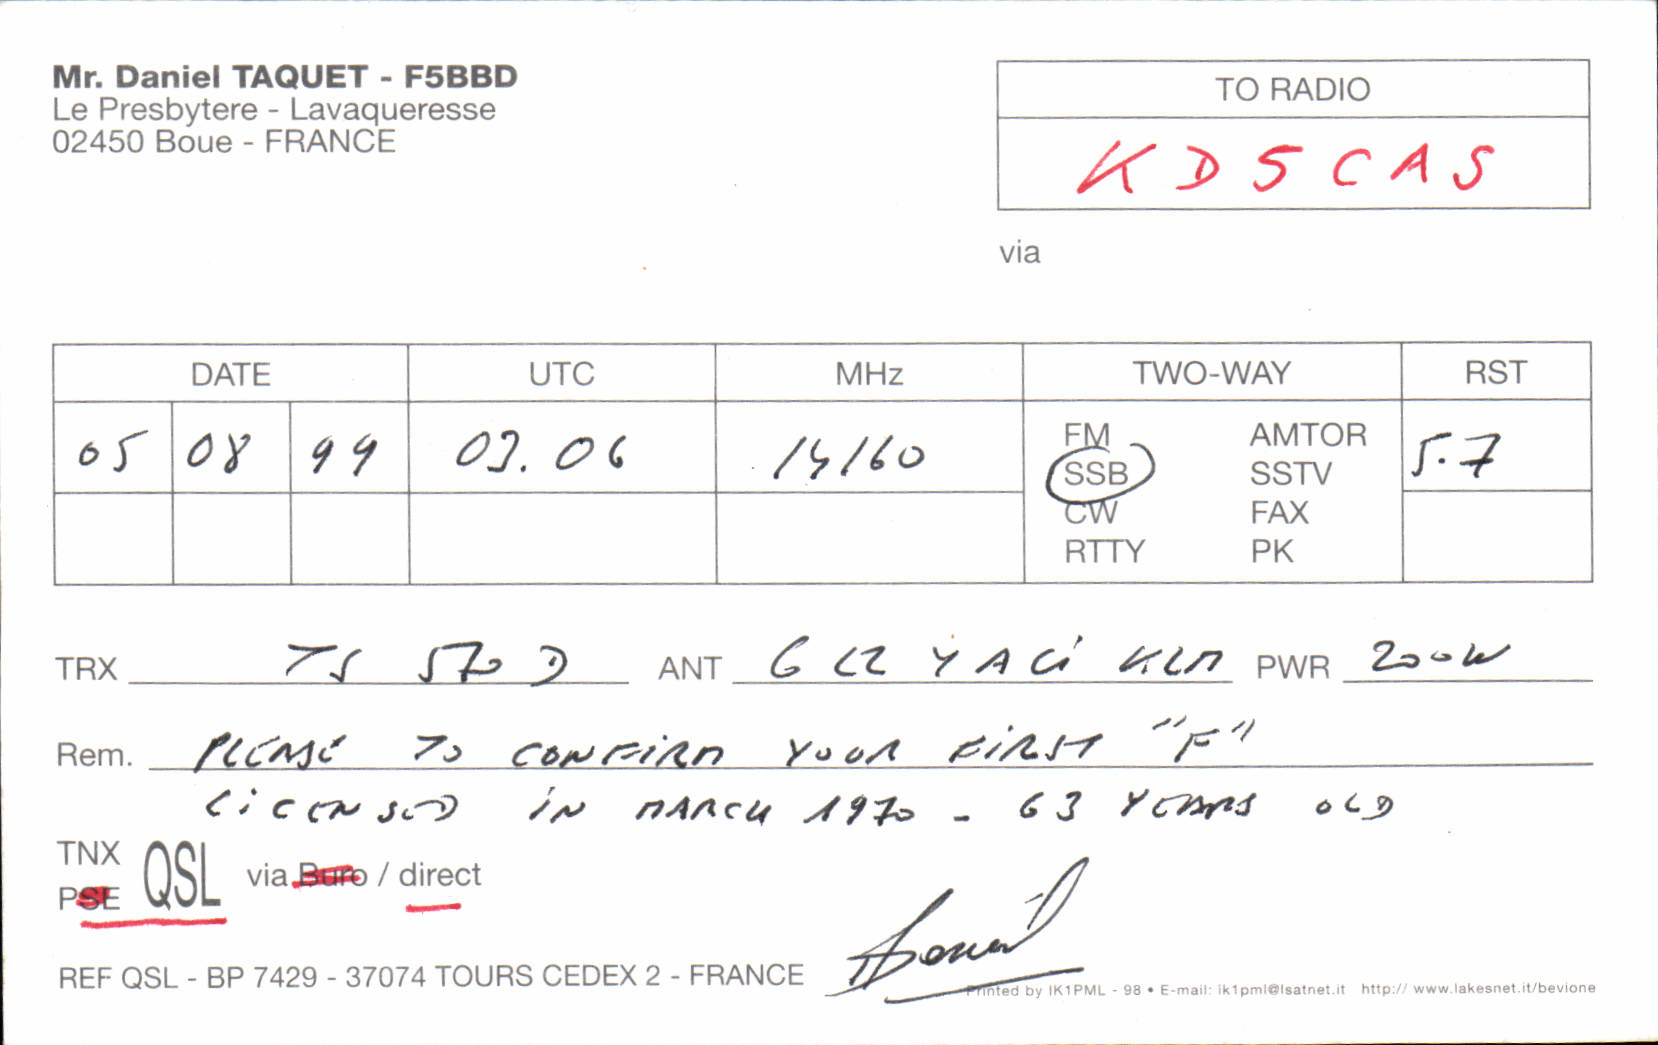 Mr. Daniel TAQUET - F5BBD
Le Presbytere - Lavaqueresse
02450 Boue - FRANCE
TO RADIO
KD5CAS
via
DATE UTC MHz TWO-WAY RST
05 08 99 03.06 14160 5.7
FM AMTOR
SSB SSTV
CW FAX
RTTY PK
TRX TS 570 D ANT 6 EL YAGI KLM PWR 200W
Rem. PLEASE TO CONFIRM YOUR FIRST "F"
LICENSED IN MARCH 1970 - 63 YEARS OLD
TNX
PSE QSL via Buro / direct
Daniel
REF QSL - BP 7429 - 37074 TOURS CEDEX 2 - FRANCE
Printed by IK1PML - 98 • E-mail: ik1pml@lsatnet.it http:// www.lakesnet.it/bevione